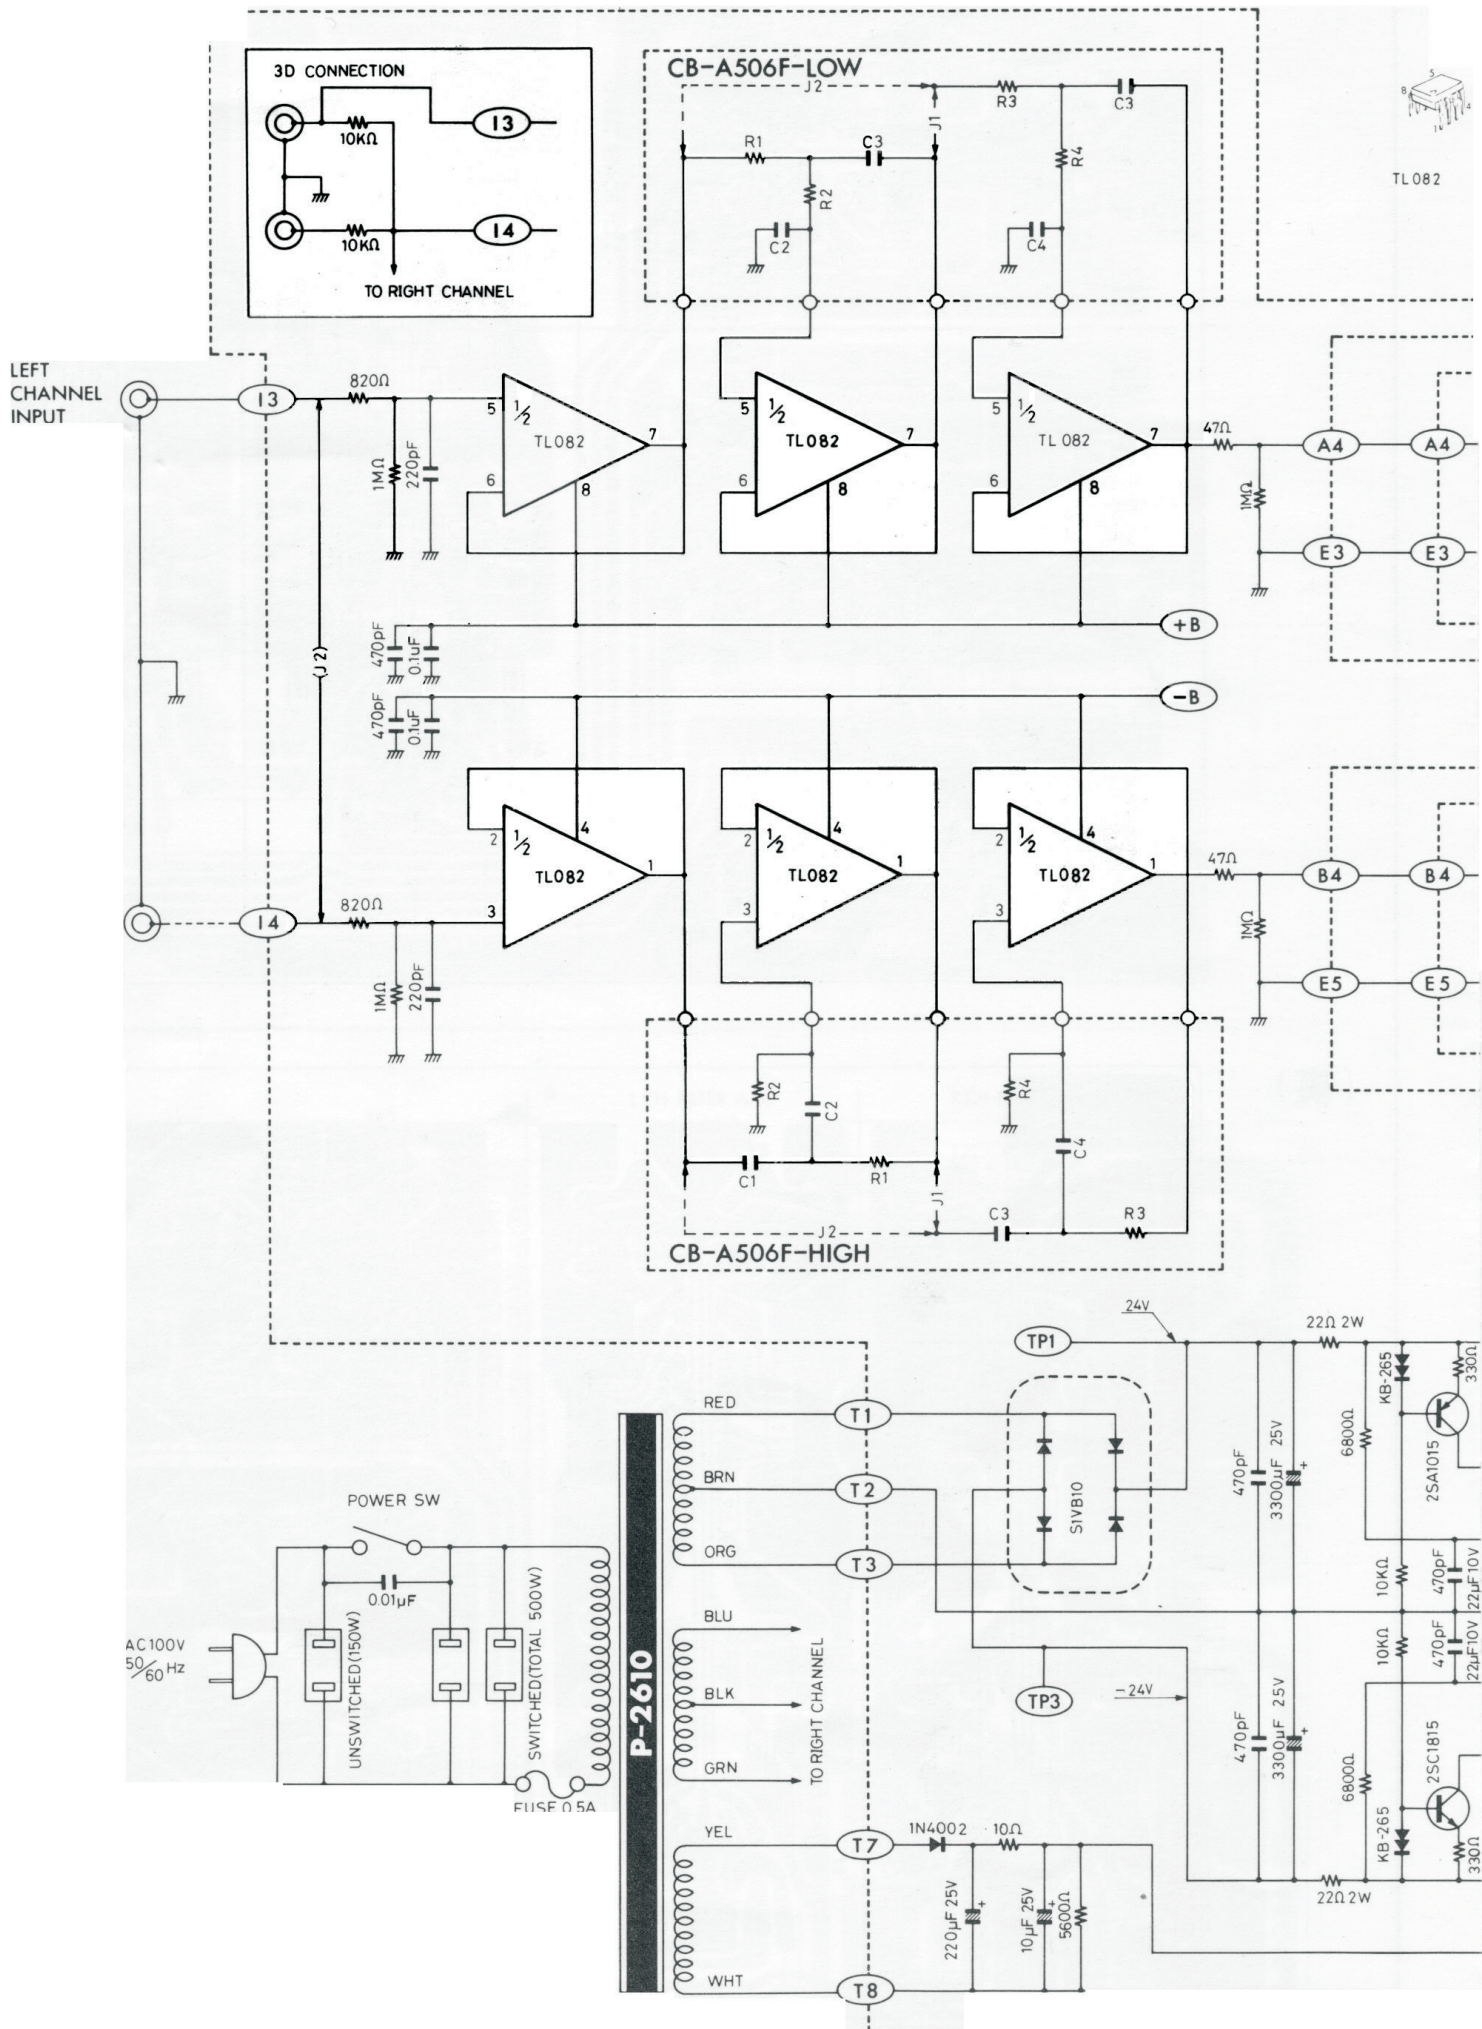 3D CONNECTION
10KΩ
I3
10KΩ
I4
TO RIGHT CHANNEL
CB-A506F-LOW
J2
R3
C3
J1
R1
C3
R4
R2
C2
C4
5
8
4
1
TL082
LEFT
CHANNEL
INPUT
I3
820Ω
1MΩ
220pF
5
1/2
TL082
7
6
8
5
1/2
TL082
7
6
8
5
1/2
TL082
7
6
8
47Ω
1MΩ
A4
A4
E3
E3
(J2)
470pF
0.1uF
+B
470pF
0.1uF
-B
2
1/2
4
TL082
1
3
2
1/2
4
TL082
1
3
2
1/2
4
TL082
1
3
47Ω
1MΩ
B4
B4
E5
E5
I4
820Ω
1MΩ
220pF
R2
C2
R4
C4
C1
R1
J1
J2
C3
R3
CB-A506F-HIGH
24V
TP1
22Ω 2W
KB-265
330Ω
RED
T1
BRN
T2
ORG
T3
S1VB10
470pF
3300μF 25V
6800Ω
2SA1015
POWER SW
0.01μF
AC100V
50/60 Hz
UNSWITCHED(150W)
SWITCHED(TOTAL 500W)
FUSE 0.5A
P-2610
BLU
BLK
GRN
TO RIGHT CHANNEL
TP3
-24V
10KΩ
470pF
22μF10V
10KΩ
470pF
22μF10V
470pF
3300μF 25V
6800Ω
2SC1815
KB-265
330Ω
22Ω 2W
YEL
T7
1N4002
10Ω
220μF 25V
+
10μF 25V
+
5600Ω
WHT
T8